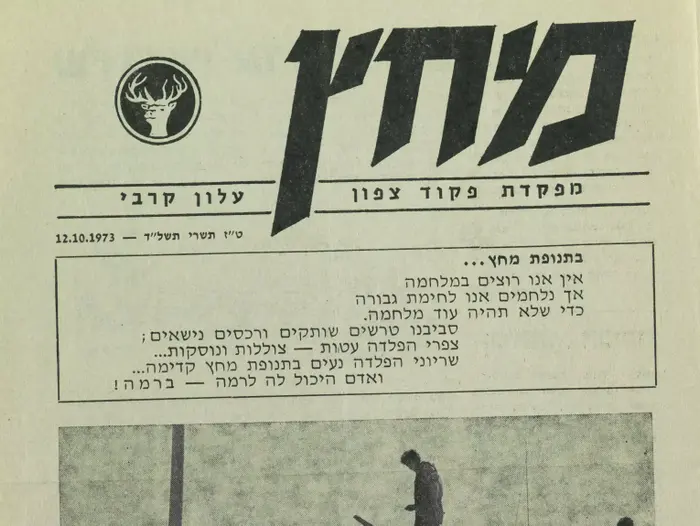 מחץ
מפקדת פקוד צפון עלון קרבי
ט"ז תשרי תשל"ד — 12.10.1973
בתנופת מחץ...
אין אנו רוצים במלחמה
אך נלחמים אנו לחימת גבורה
כדי שלא תהיה עוד מלחמה.
סביבנו טרשים שותקים ורכסים נישאים;
צפרי הפלדה עטות — צוללות ונוסקות...
שריוני הפלדה נעים בתנופת מחץ קדימה...
ואדם היכול לה לרמה — ברמה!